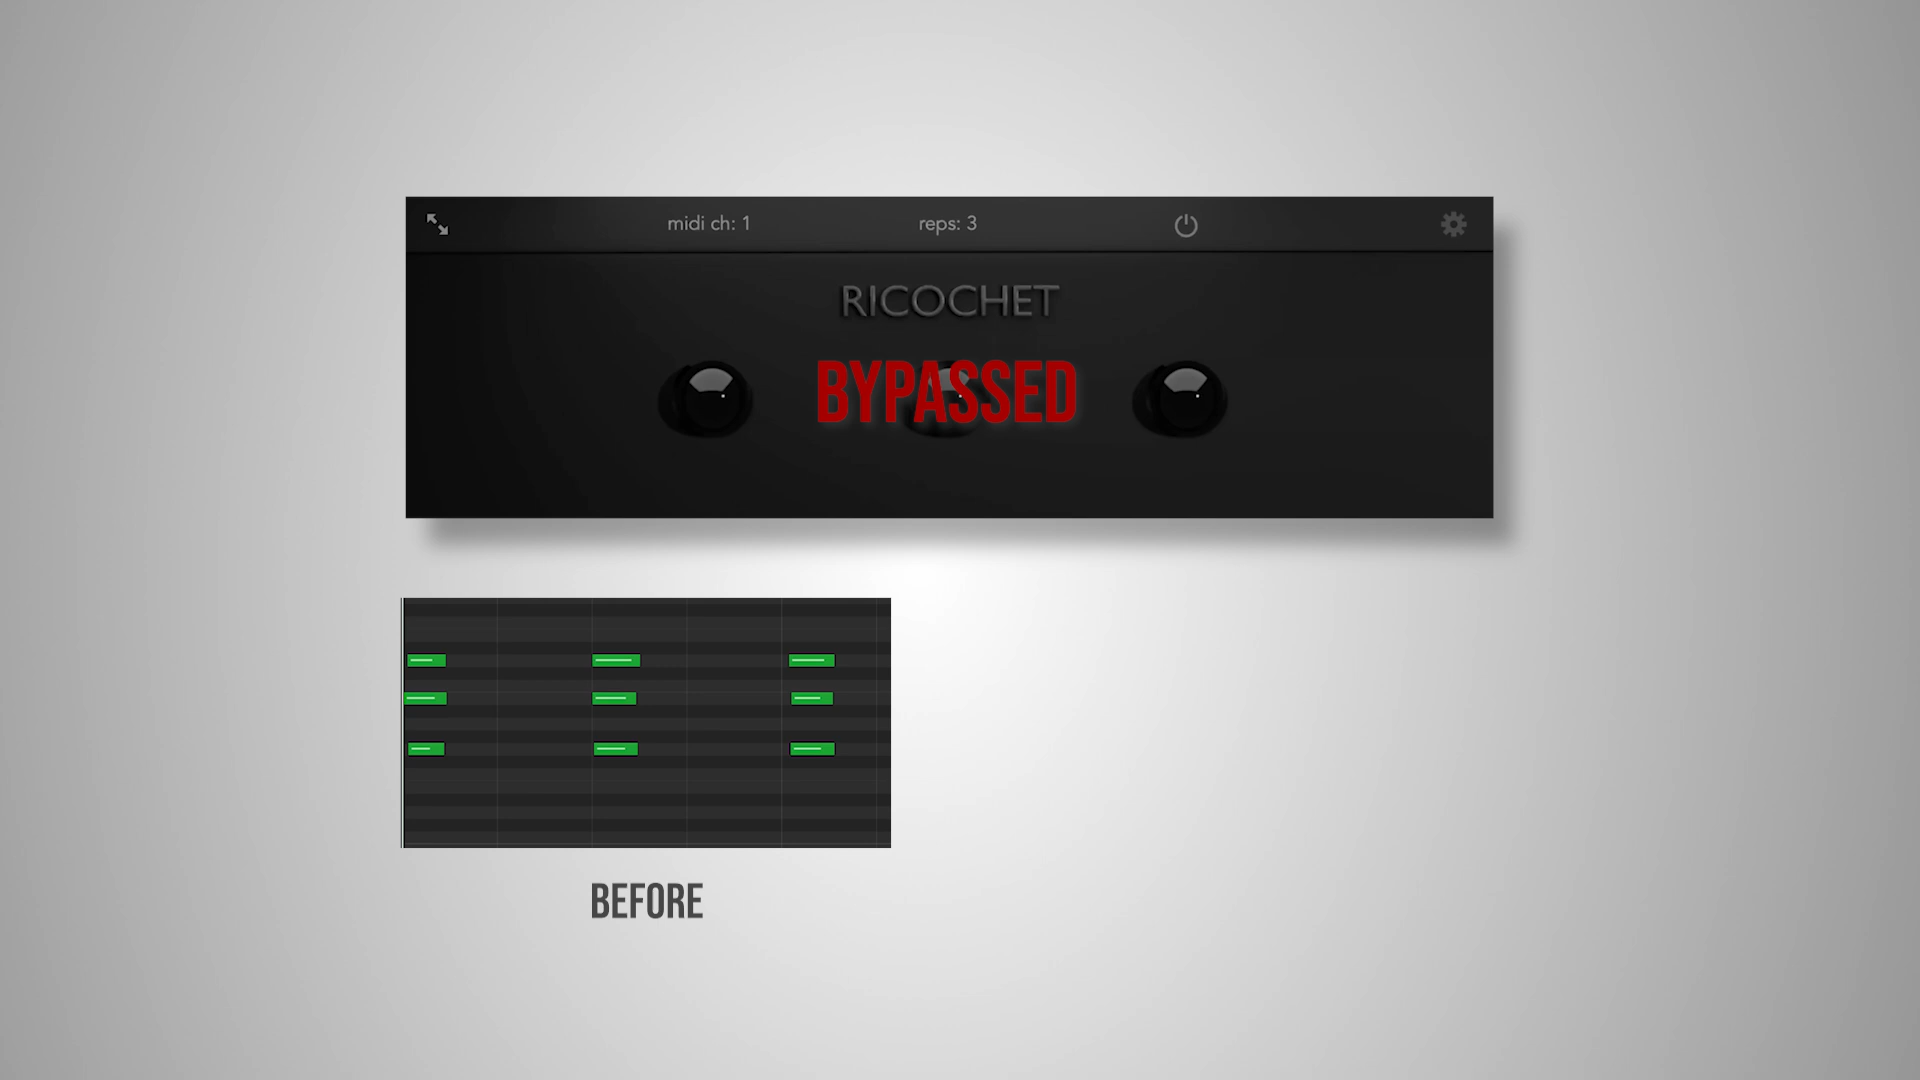 midi ch: 1
reps: 3
RICOCHET
BYPASSED
BEFORE